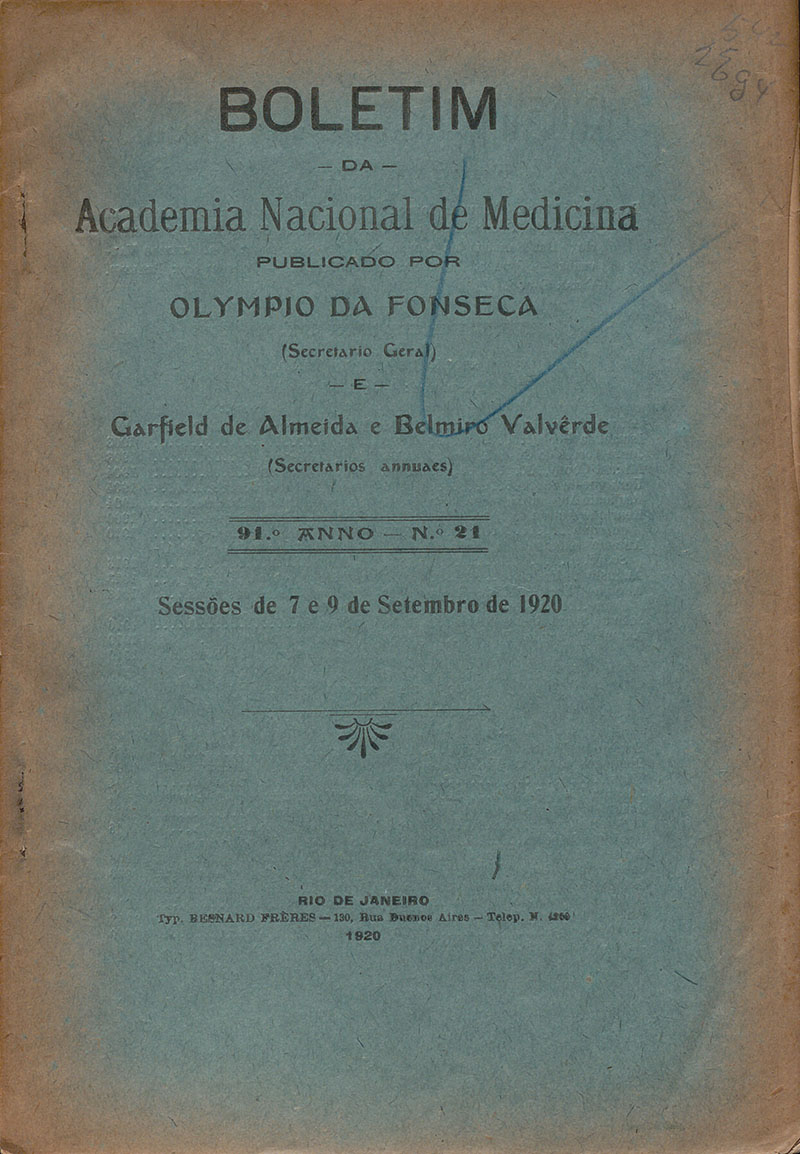 BOLETIM
— DA —
Academia Nacional de Medicina
PUBLICADO POR
OLYMPIO DA FONSECA
(Secretario Geral)
— E —
Garfield de Almeida e Belmiro Valvêrde
(Secretarios annuaes)
91.º ANNO — N.º 21
Sessões de 7 e 9 de Setembro de 1920
RIO DE JANEIRO
Typ. BESNARD FRÈRES — 130, Rua Buenos Aires — Telep. N.
1920